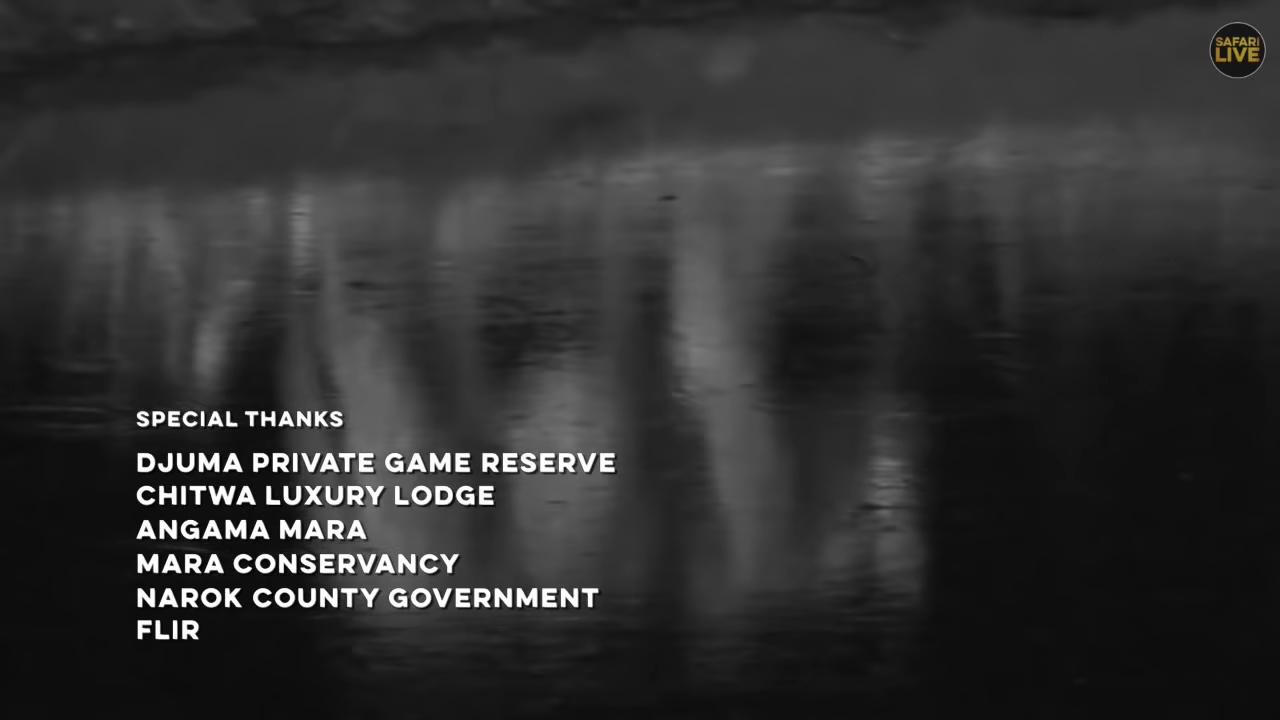 SAFARI
LIVE
SPECIAL THANKS
DJUMA PRIVATE GAME RESERVE
CHITWA LUXURY LODGE
ANGAMA MARA
MARA CONSERVANCY
NAROK COUNTY GOVERNMENT
FLIR